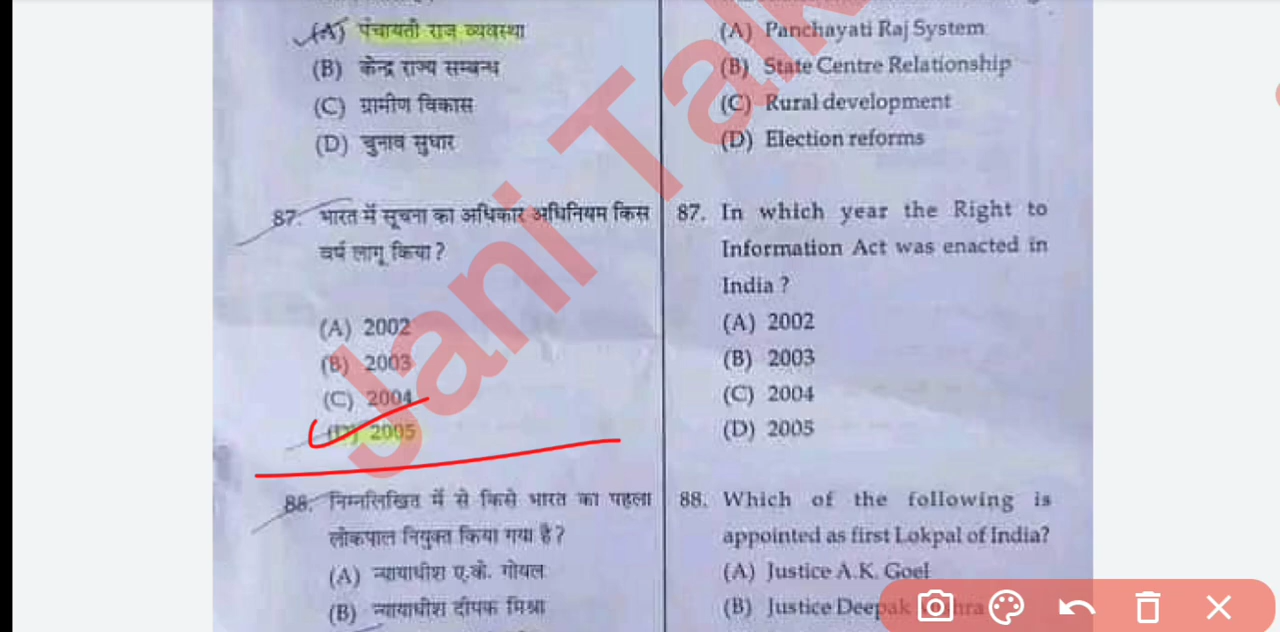 (A) पंचायती राज व्यवस्था
(B) केन्द्र राज्य सम्बन्ध
(C) ग्रामीण विकास
(D) चुनाव सुधार
87. भारत में सूचना का अधिकार अधिनियम किस
वर्ष लागू किया?
(A) 2002
(B) 2003
(C) 2004
(D) 2005
88. निम्नलिखित में से किसे भारत का पहला
लोकपाल नियुक्त किया गया है?
(A) न्यायाधीश ए.के. गोयल
(B) न्यायाधीश दीपक मिश्रा
(A) Panchayati Raj System
(B) State Centre Relationship
(C) Rural development
(D) Election reforms
87. In which year the Right to
Information Act was enacted in
India ?
(A) 2002
(B) 2003
(C) 2004
(D) 2005
88. Which of the following is
appointed as first Lokpal of India?
(A) Justice A.K. Goel
(B) Justice Deepak
Jani Talk